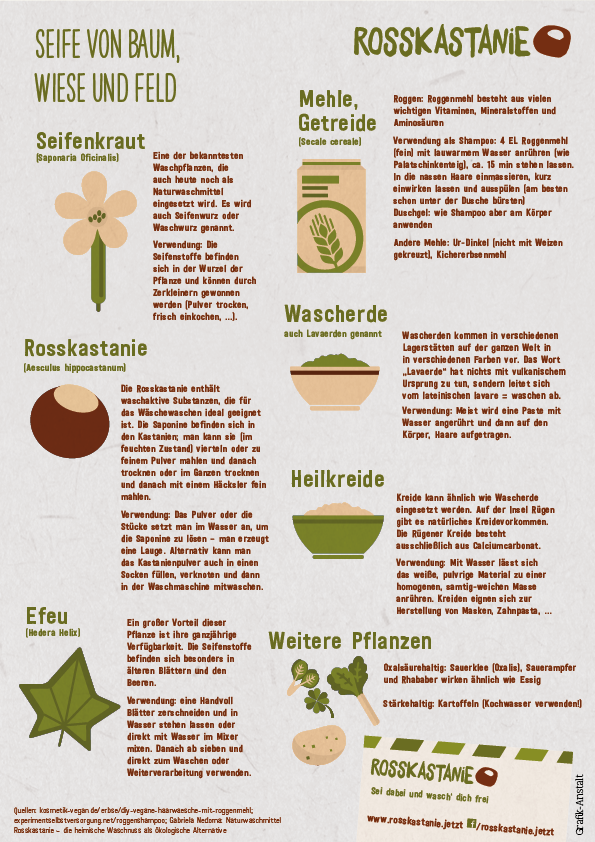 SEIFE VON BAUM,
WIESE UND FELD
ROSSKASTANIE
Seifenkraut
(Saponaria Oficinalis)
Eine der bekanntesten
Waschpflanzen, die
auch heute noch als
Naturwaschmittel
eingesetzt wird. Es wird
auch Seifenwurz oder
Waschwurz genannt.
Verwendung: Die
Seifenstoffe befinden
sich in der Wurzel der
Pflanze und können durch
Zerkleinern gewonnen
werden (Pulver trocken,
frisch einkochen, ...).
Rosskastanie
(Aesculus hippocastanum)
Die Rosskastanie enthält
waschaktive Substanzen, die für
das Wäschewaschen ideal geeignet
ist. Die Saponine befinden sich in
den Kastanien; man kann sie (im
feuchten Zustand) vierteln oder zu
feinem Pulver mahlen und danach
trocknen oder im Ganzen trocknen
und danach mit einem Häcksler fein
mahlen.
Verwendung: Das Pulver oder die
Stücke setzt man im Wasser an, um
die Saponine zu lösen – man erzeugt
eine Lauge. Alternativ kann man
das Kastanienpulver auch in einen
Socken füllen, verknoten und dann
in der Waschmaschine mitwaschen.
Efeu
(Hedera Helix)
Ein großer Vorteil dieser
Pflanze ist ihre ganzjährige
Verfügbarkeit. Die Seifenstoffe
befinden sich besonders in
älteren Blättern und den
Beeren.
Verwendung: eine Handvoll
Blätter zerschneiden und in
Wasser stehen lassen oder
direkt mit Wasser im Mixer
mixen. Danach ab sieben und
direkt zum Waschen oder
Weiterverarbeitung verwenden.
Mehle,
Getreide
(Secale cereale)
Roggen: Roggenmehl besteht aus vielen
wichtigen Vitaminen, Mineralstoffen und
Aminosäuren
Verwendung als Shampoo: 4 EL Roggenmehl
(fein) mit lauwarmem Wasser anrühren (wie
Palatschinkenteig), ca. 15 min stehen lassen.
In die nassen Haare einmassieren, kurz
einwirken lassen und ausspülen (am besten
schon unter der Dusche bürsten)
Duschgel: wie Shampoo aber am Körper
anwenden
Andere Mehle: Ur-Dinkel (nicht mit Weizen
gekreuzt), Kichererbsenmehl
Wascherde
auch Lavaerden genannt
Wascherden kommen in verschiedenen
Lagerstätten auf der ganzen Welt in
in verschiedenen Farben vor. Das Wort
„Lavaerde“ hat nichts mit vulkanischem
Ursprung zu tun, sondern leitet sich
vom lateinischen lavare = waschen ab.
Verwendung: Meist wird eine Paste mit
Wasser angerührt und dann auf den
Körper, Haare aufgetragen.
Heilkreide
Kreide kann ähnlich wie Wascherde
eingesetzt werden. Auf der Insel Rügen
gibt es natürliches Kreidevorkommen.
Die Rügener Kreide besteht
ausschließlich aus Calciumcarbonat.
Verwendung: Mit Wasser lässt sich
das weiße, pulvrige Material zu einer
homogenen, samtig-weichen Masse
anrühren. Kreiden eignen sich zur
Herstellung von Masken, Zahnpasta, ...
Weitere Pflanzen
Oxalsäurehaltig: Sauerklee (Oxalis), Sauerampfer
und Rhababer wirken ähnlich wie Essig
Stärkehaltig: Kartoffeln (Kochwasser verwenden!)
ROSSKASTANIE
Sei dabei und wasch' dich frei
www.rosskastanie.jetzt f/rosskastanie.jetzt
Grafik-Anstalt
(Quellen: kosmetik-vegan.de/erbse/diy-vegane-haarwaesche-mit-roggenmehl;
experimentselbstversorgung.net/roggenshampoo; Gabriela Nedoma: Naturwaschmittel
Rosskastanie – die heimische Waschnuss als ökologische Alternative